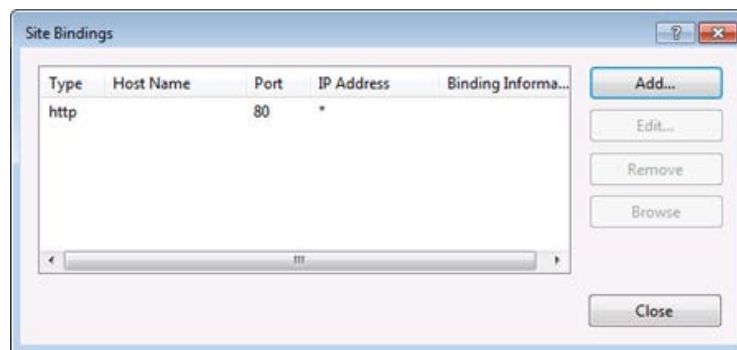 Site Bindings
Type Host Name Port IP Address Binding Informa...
http 80 *
Add...
Edit...
Remove
Browse
Close